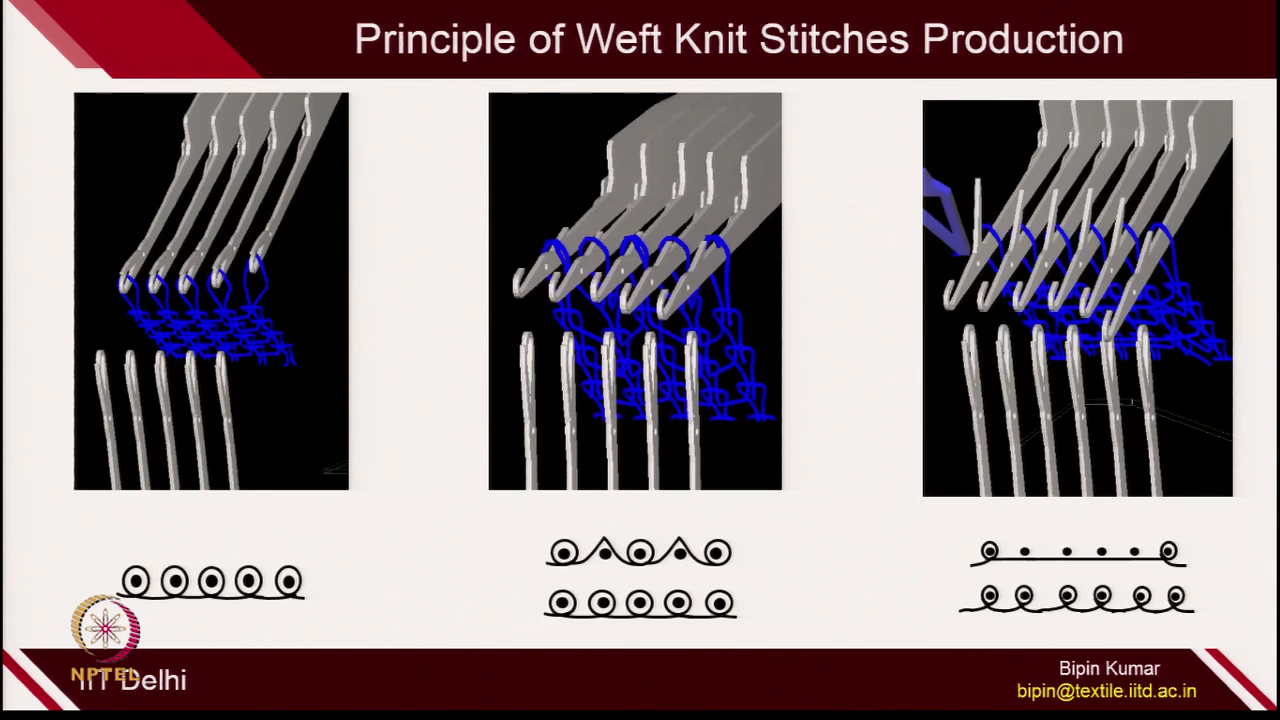 Principle of Weft Knit Stitches Production
NPTEL
IIT Delhi
Bipin Kumar
bipin@textile.iitd.ac.in